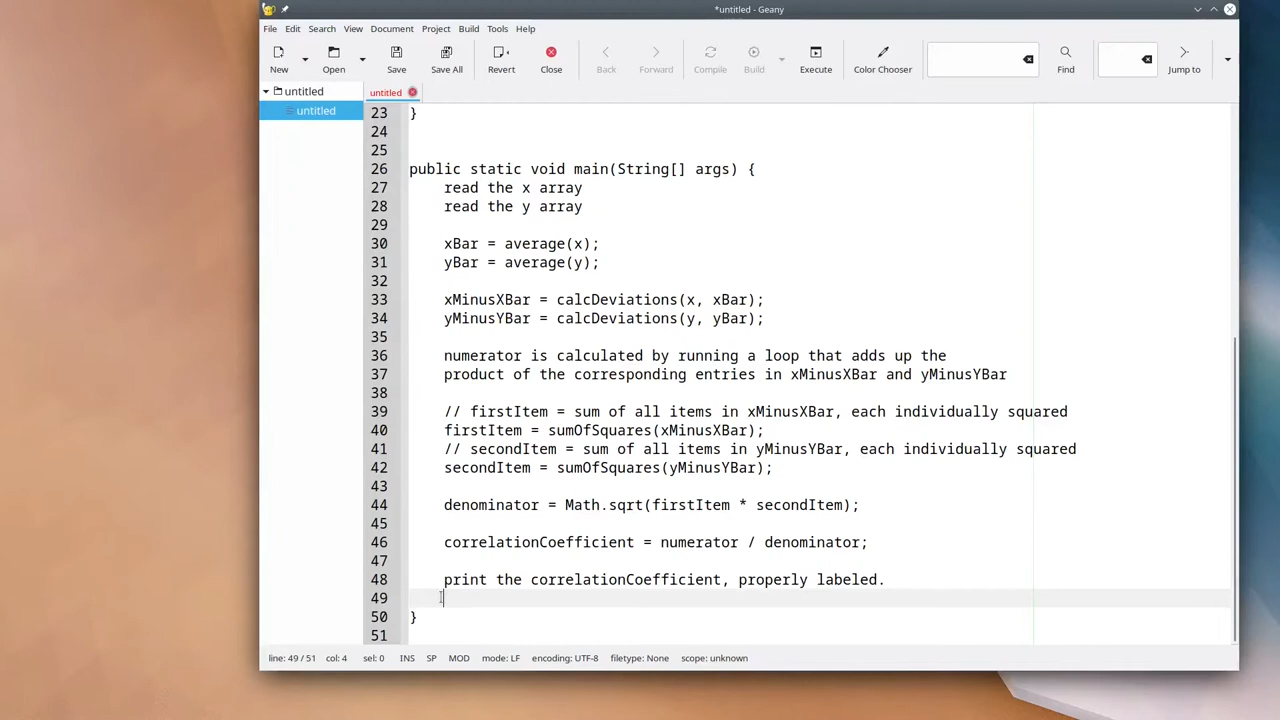 *untitled - Geany
File Edit Search View Document Project Build Tools Help
New Open Save Save All Revert Close Back Forward Compile Build Execute Color Chooser Find Jump to
untitled
untitled
untitled
23 }
24
25
26 public static void main(String[] args) {
27 read the x array
28 read the y array
29
30 xBar = average(x);
31 yBar = average(y);
32
33 xMinusXBar = calcDeviations(x, xBar);
34 yMinusYBar = calcDeviations(y, yBar);
35
36 numerator is calculated by running a loop that adds up the
37 product of the corresponding entries in xMinusXBar and yMinusYBar
38
39 // firstItem = sum of all items in xMinusXBar, each individually squared
40 firstItem = sumOfSquares(xMinusXBar);
41 // secondItem = sum of all items in yMinusYBar, each individually squared
42 secondItem = sumOfSquares(yMinusYBar);
43
44 denominator = Math.sqrt(firstItem * secondItem);
45
46 correlationCoefficient = numerator / denominator;
47
48 print the correlationCoefficient, properly labeled.
49
50 }
51
line: 49 / 51 col: 4 sel: 0 INS SP MOD mode: LF encoding: UTF-8 filetype: None scope: unknown